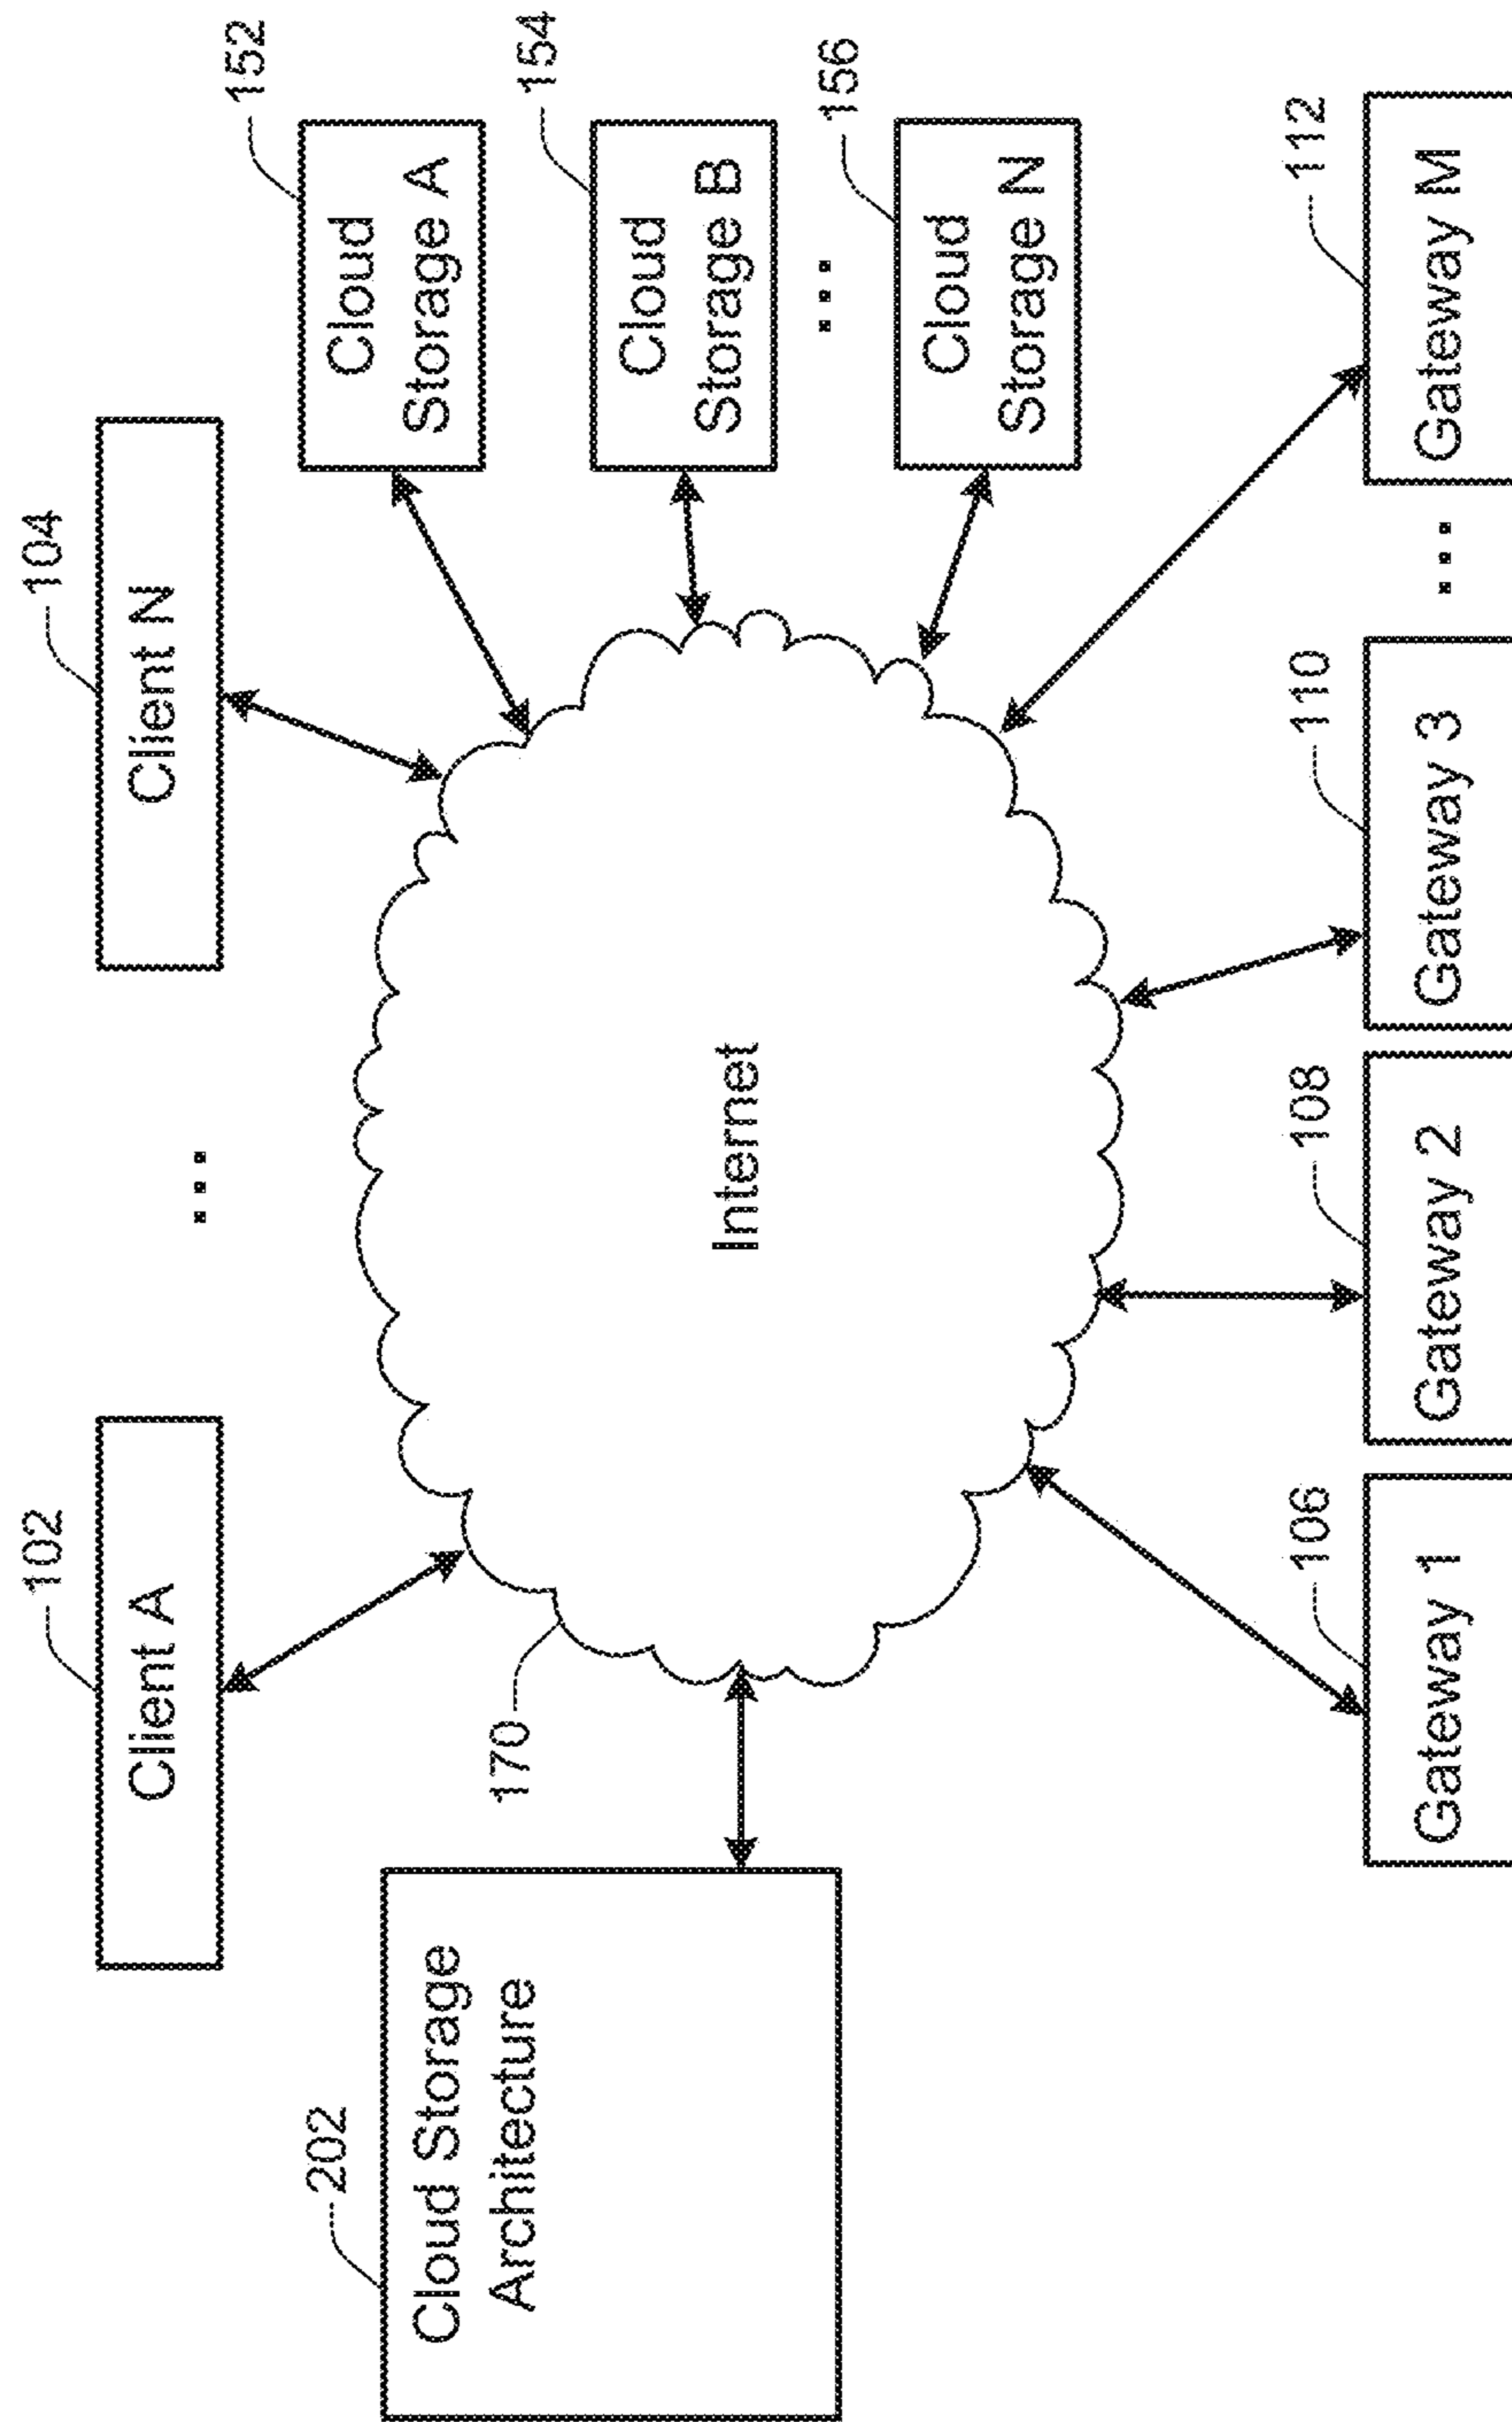 102
Client A
...
104
Client N
202
Cloud Storage
Architecture
170
Internet
152
Cloud
Storage A
154
Cloud
Storage B
...
156
Cloud
Storage N
106
Gateway 1
108
Gateway 2
110
Gateway 3
...
112
Gateway M